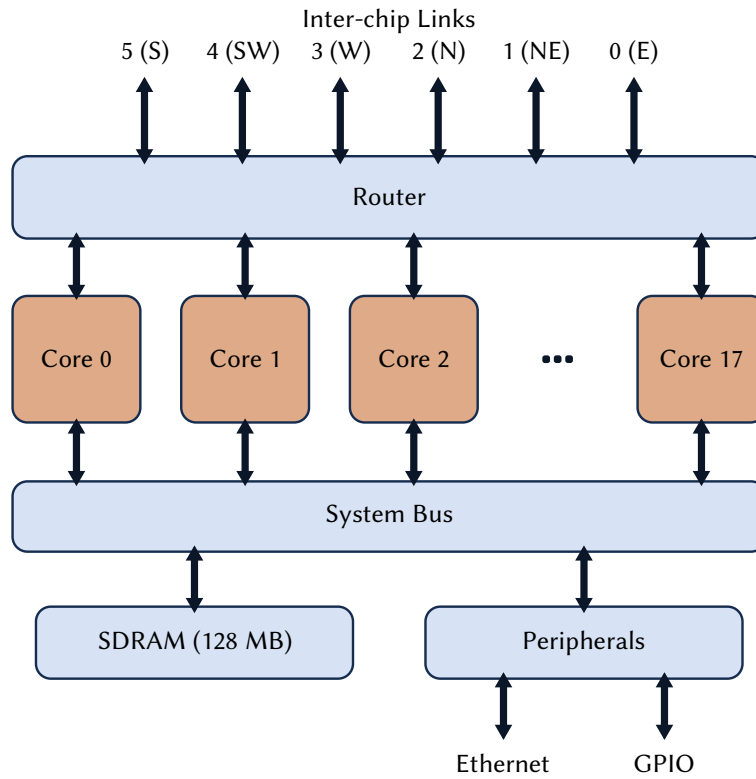 Inter-chip Links
5 (S) 4 (SW) 3 (W) 2 (N) 1 (NE) 0 (E)
Router
Core 0 Core 1 Core 2 ... Core 17
System Bus
SDRAM (128 MB) Peripherals
Ethernet GPIO